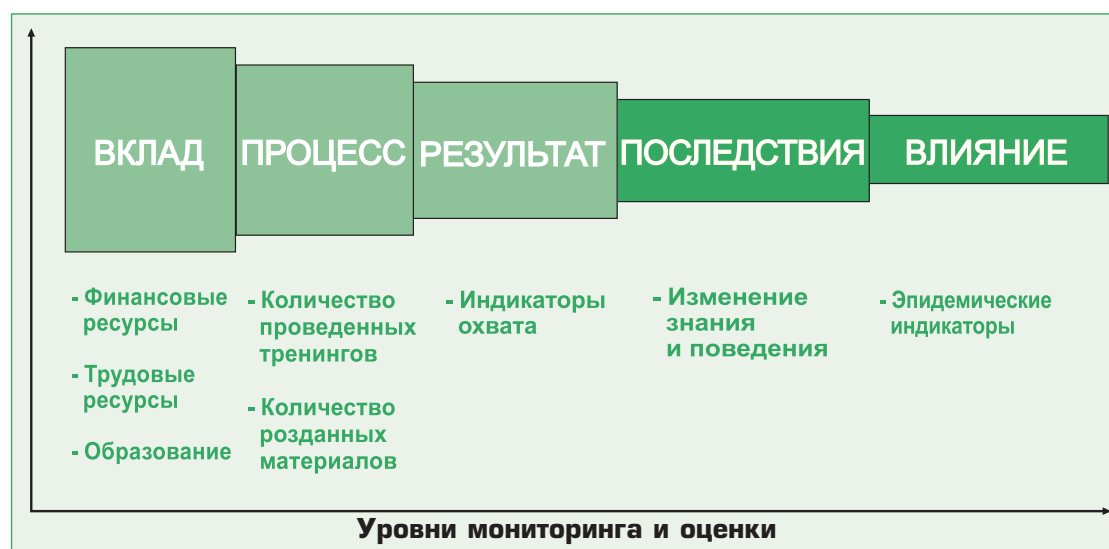 ВКЛАД
ПРОЦЕСС
РЕЗУЛЬТАТ
ПОСЛЕДСТВИЯ
ВЛИЯНИЕ
- Финансовые
ресурсы
- Трудовые
ресурсы
- Образование
- Количество
проведенных
тренингов
- Количество
розданных
материалов
- Индикаторы
охвата
- Изменение
знания
и поведения
- Эпидемические
индикаторы
Уровни мониторинга и оценки